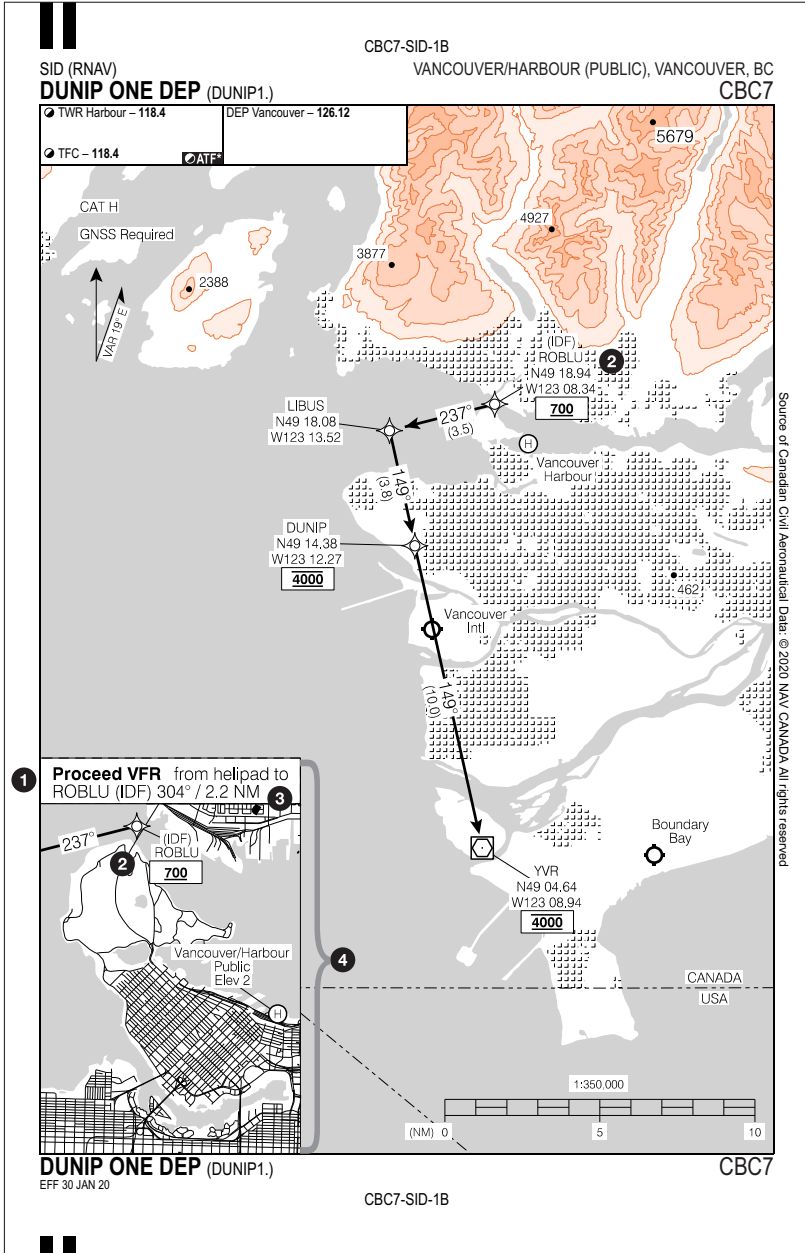 CBC7-SID-1B
SID (RNAV)
VANCOUVER/HARBOUR (PUBLIC), VANCOUVER, BC
DUNIP ONE DEP (DUNIP1.)
CBC7
TWR Harbour – 118.4
DEP Vancouver – 126.12
TFC – 118.4
ATF*
5679
CAT H
GNSS Required
4927
3877
2388
VAR 19° E
(IDF)
ROBLU
N49 18.94
W123 08.34
700
2
LIBUS
N49 18.08
W123 13.52
237°
(3.5)
H
Vancouver
Harbour
149°
(3.8)
DUNIP
N49 14.38
W123 12.27
4000
462
Vancouver
Intl
149°
(10.0)
Source of Canadian Civil Aeronautical Data: © 2020 NAV CANADA All rights reserved
1
Proceed VFR from helipad to
ROBLU (IDF) 304° / 2.2 NM
3
237°
2
(IDF)
ROBLU
700
Boundary
Bay
YVR
N49 04.64
W123 08.94
4000
Vancouver/Harbour
Public
Elev 2
H
4
CANADA
USA
1:350,000
(NM) 0 5 10
DUNIP ONE DEP (DUNIP1.)
CBC7
EFF 30 JAN 20
CBC7-SID-1B